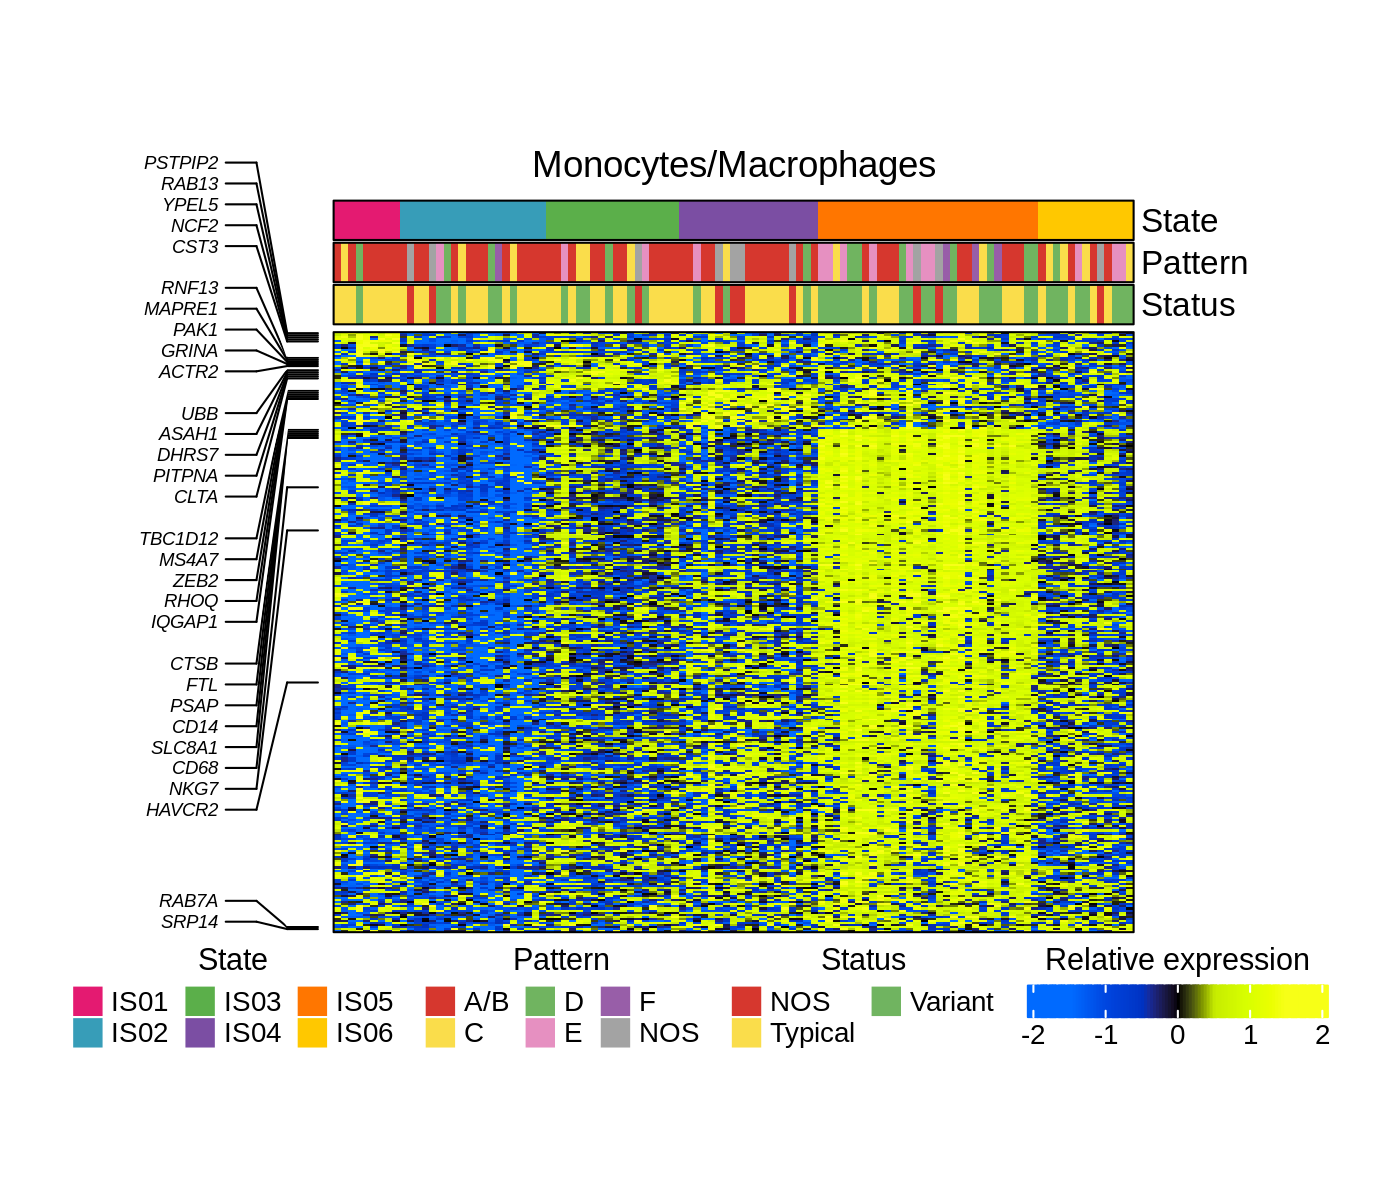 Monocytes/Macrophages
State
Pattern
Status
PSTPIP2
RAB13
YPEL5
NCF2
CST3
RNF13
MAPRE1
PAK1
GRINA
ACTR2
UBB
ASAH1
DHRS7
PITPNA
CLTA
TBC1D12
MS4A7
ZEB2
RHOQ
IQGAP1
CTSB
FTL
PSAP
CD14
SLC8A1
CD68
NKG7
HAVCR2
RAB7A
SRP14
State
IS01 IS03 IS05
IS02 IS04 IS06
Pattern
A/B D F
C E NOS
Status
NOS Variant
Typical
Relative expression
-2 -1 0 1 2